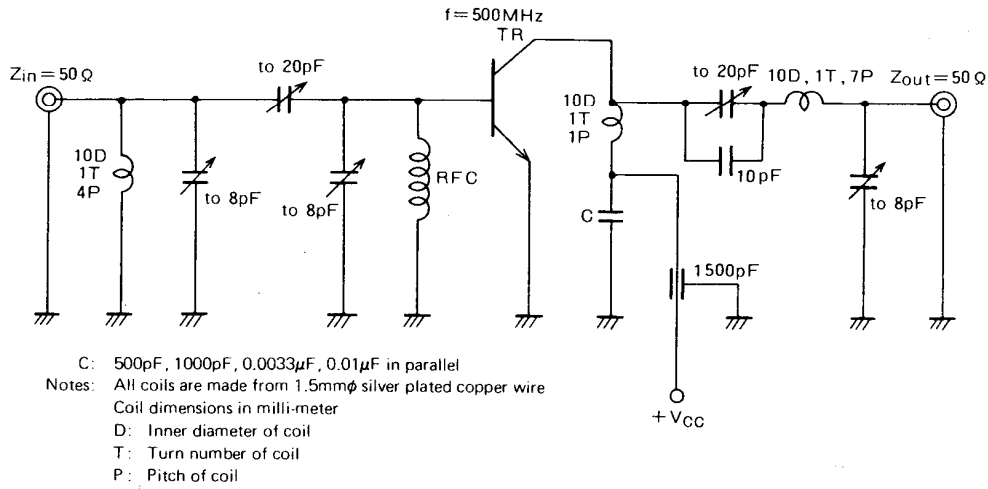 f=500MHz
TR
Zin=50Ω
to 20pF
10D
1T
4P
to 8pF
to 8pF
RFC
10D
1T
1P
to 20pF
10D, 1T, 7P
Zout=50Ω
10pF
to 8pF
C
1500pF
+VCC
C: 500pF, 1000pF, 0.0033μF, 0.01μF in parallel
Notes: All coils are made from 1.5mmϕ silver plated copper wire
Coil dimensions in milli-meter
D: Inner diameter of coil
T: Turn number of coil
P: Pitch of coil